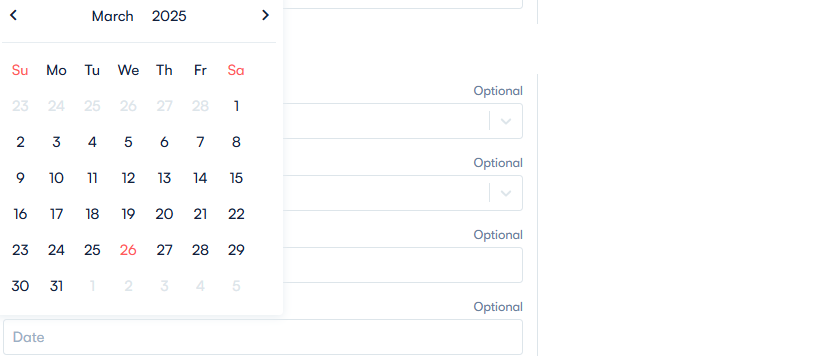 March 2025
Su Mo Tu We Th Fr Sa
Optional
23 24 25 26 27 28 1
2 3 4 5 6 7 8
Optional
9 10 11 12 13 14 15
16 17 18 19 20 21 22
Optional
23 24 25 26 27 28 29
30 31 1 2 3 4 5
Optional
Date